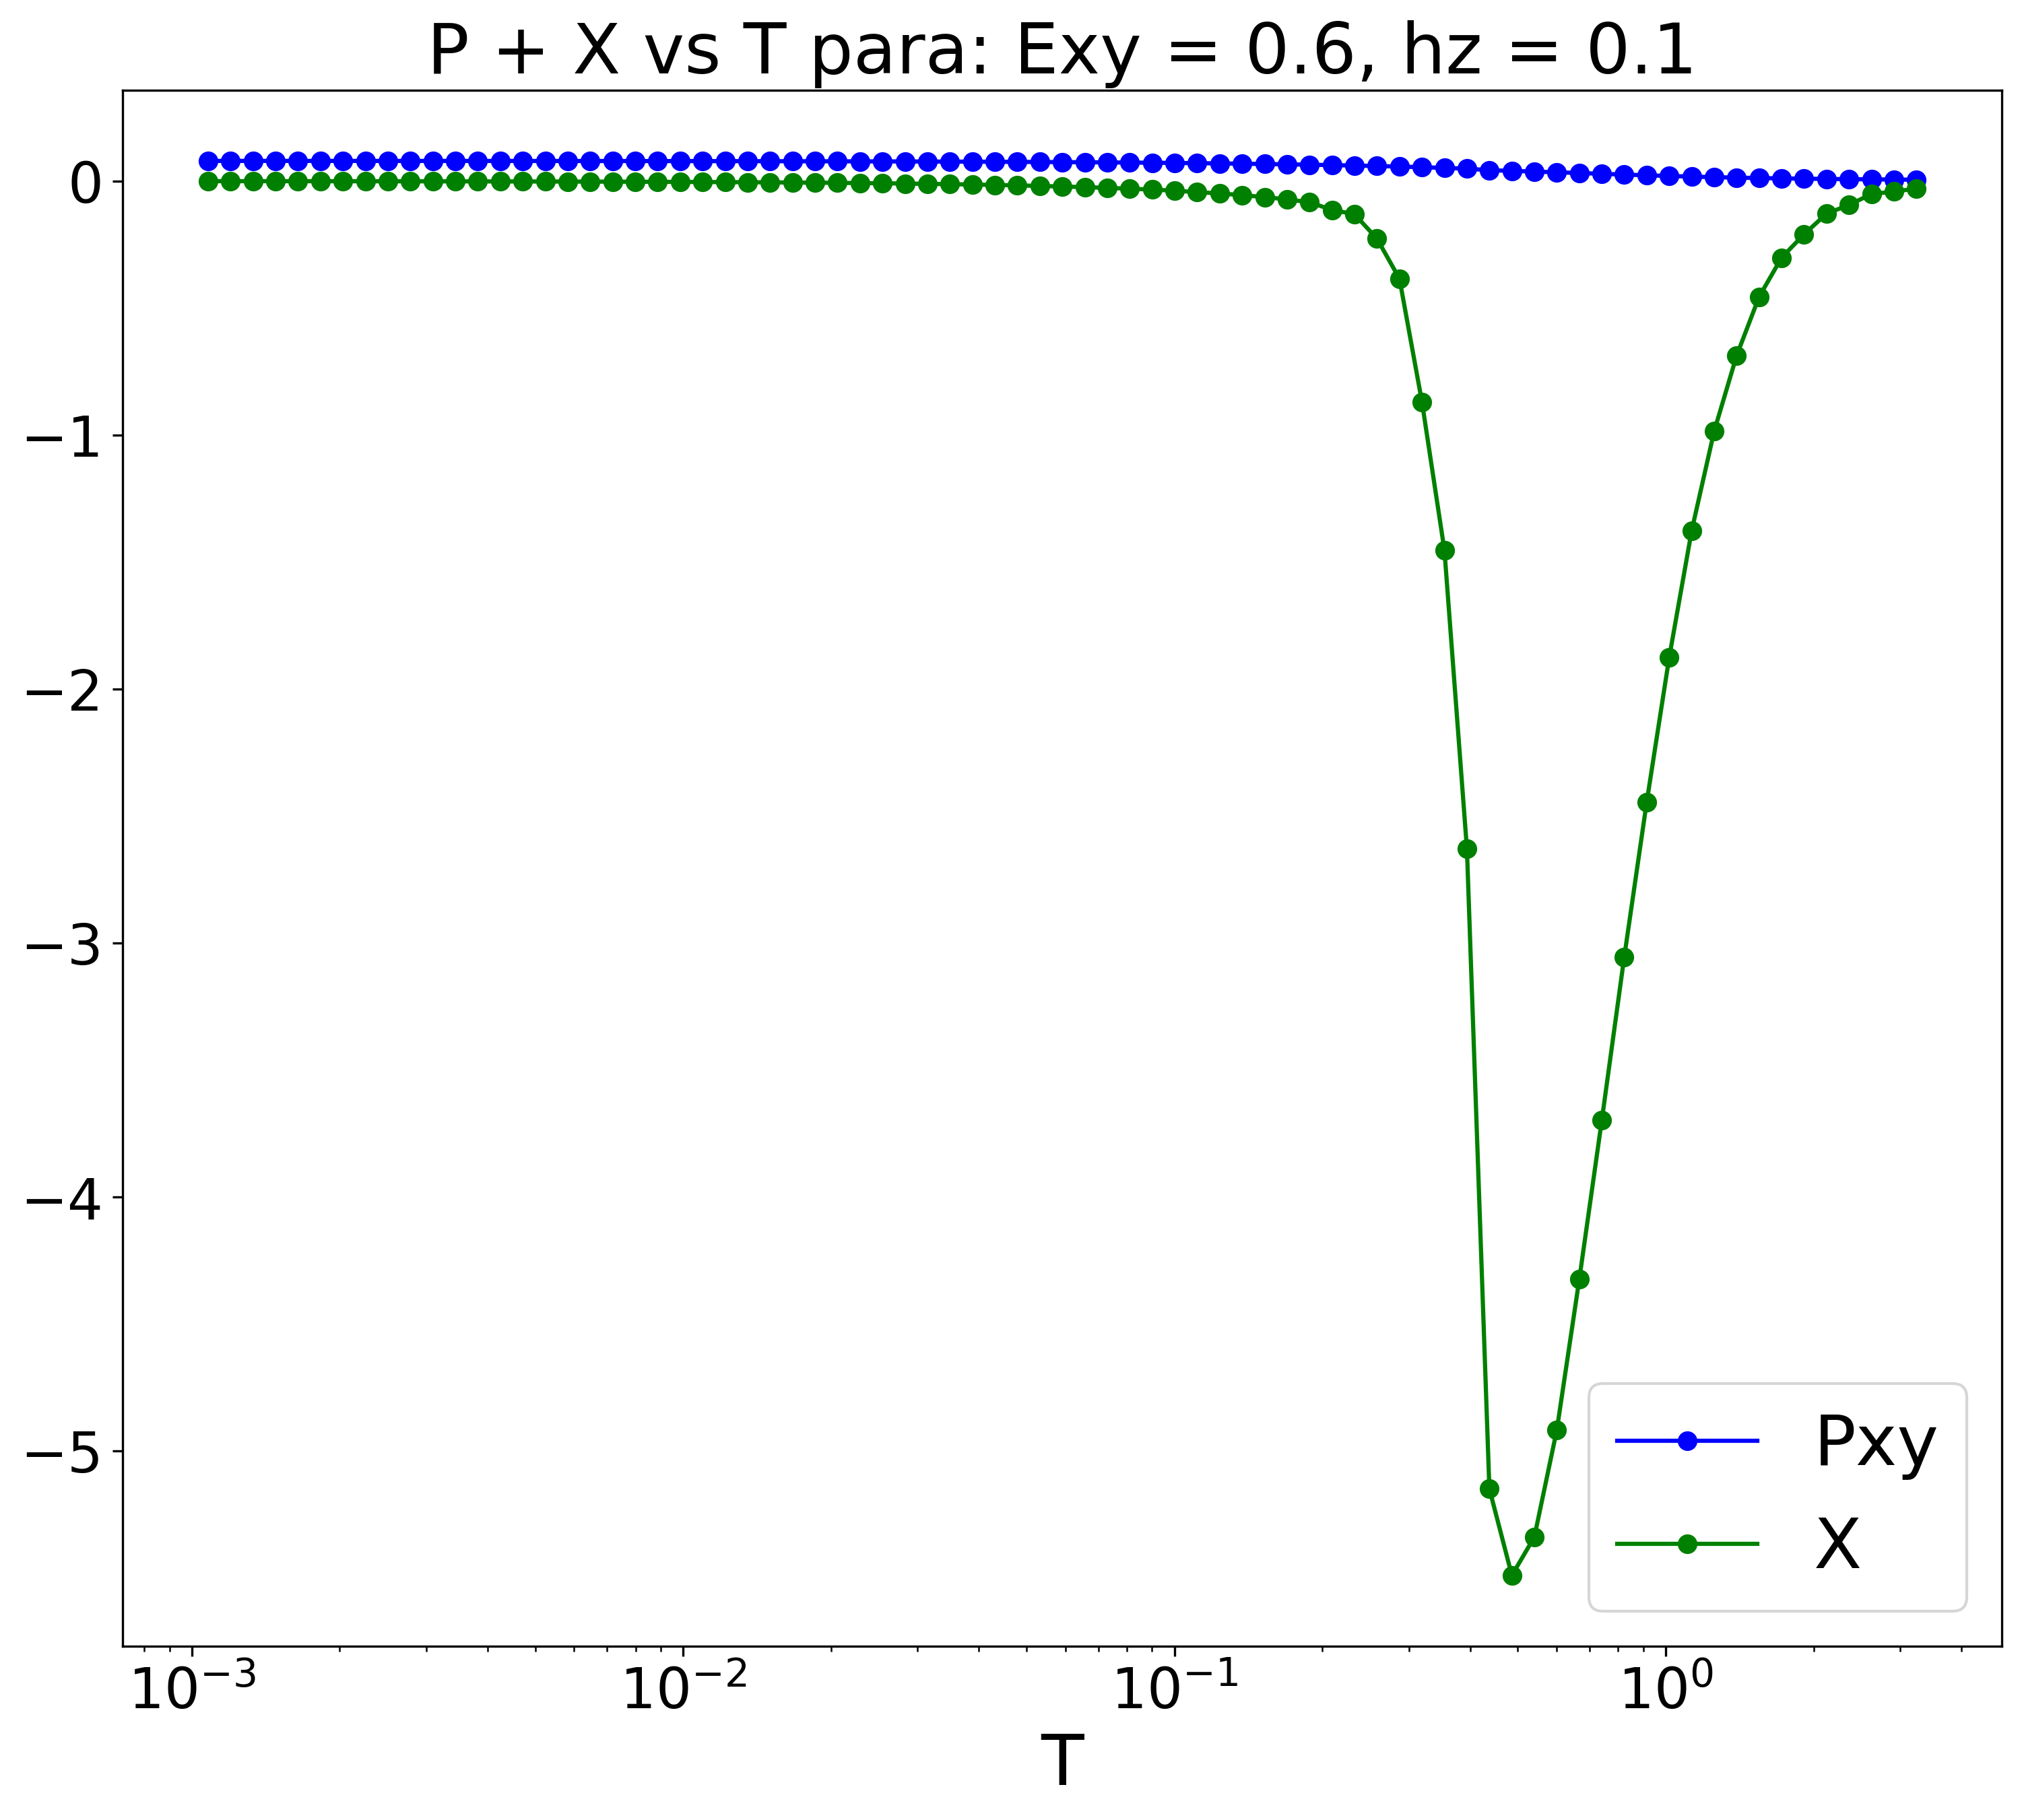 P + X vs T para: Exy = 0.6, hz = 0.1
0
−1
−2
−3
−4
−5
Pxy
X
10⁻³ 10⁻² 10⁻¹ 10⁰
T